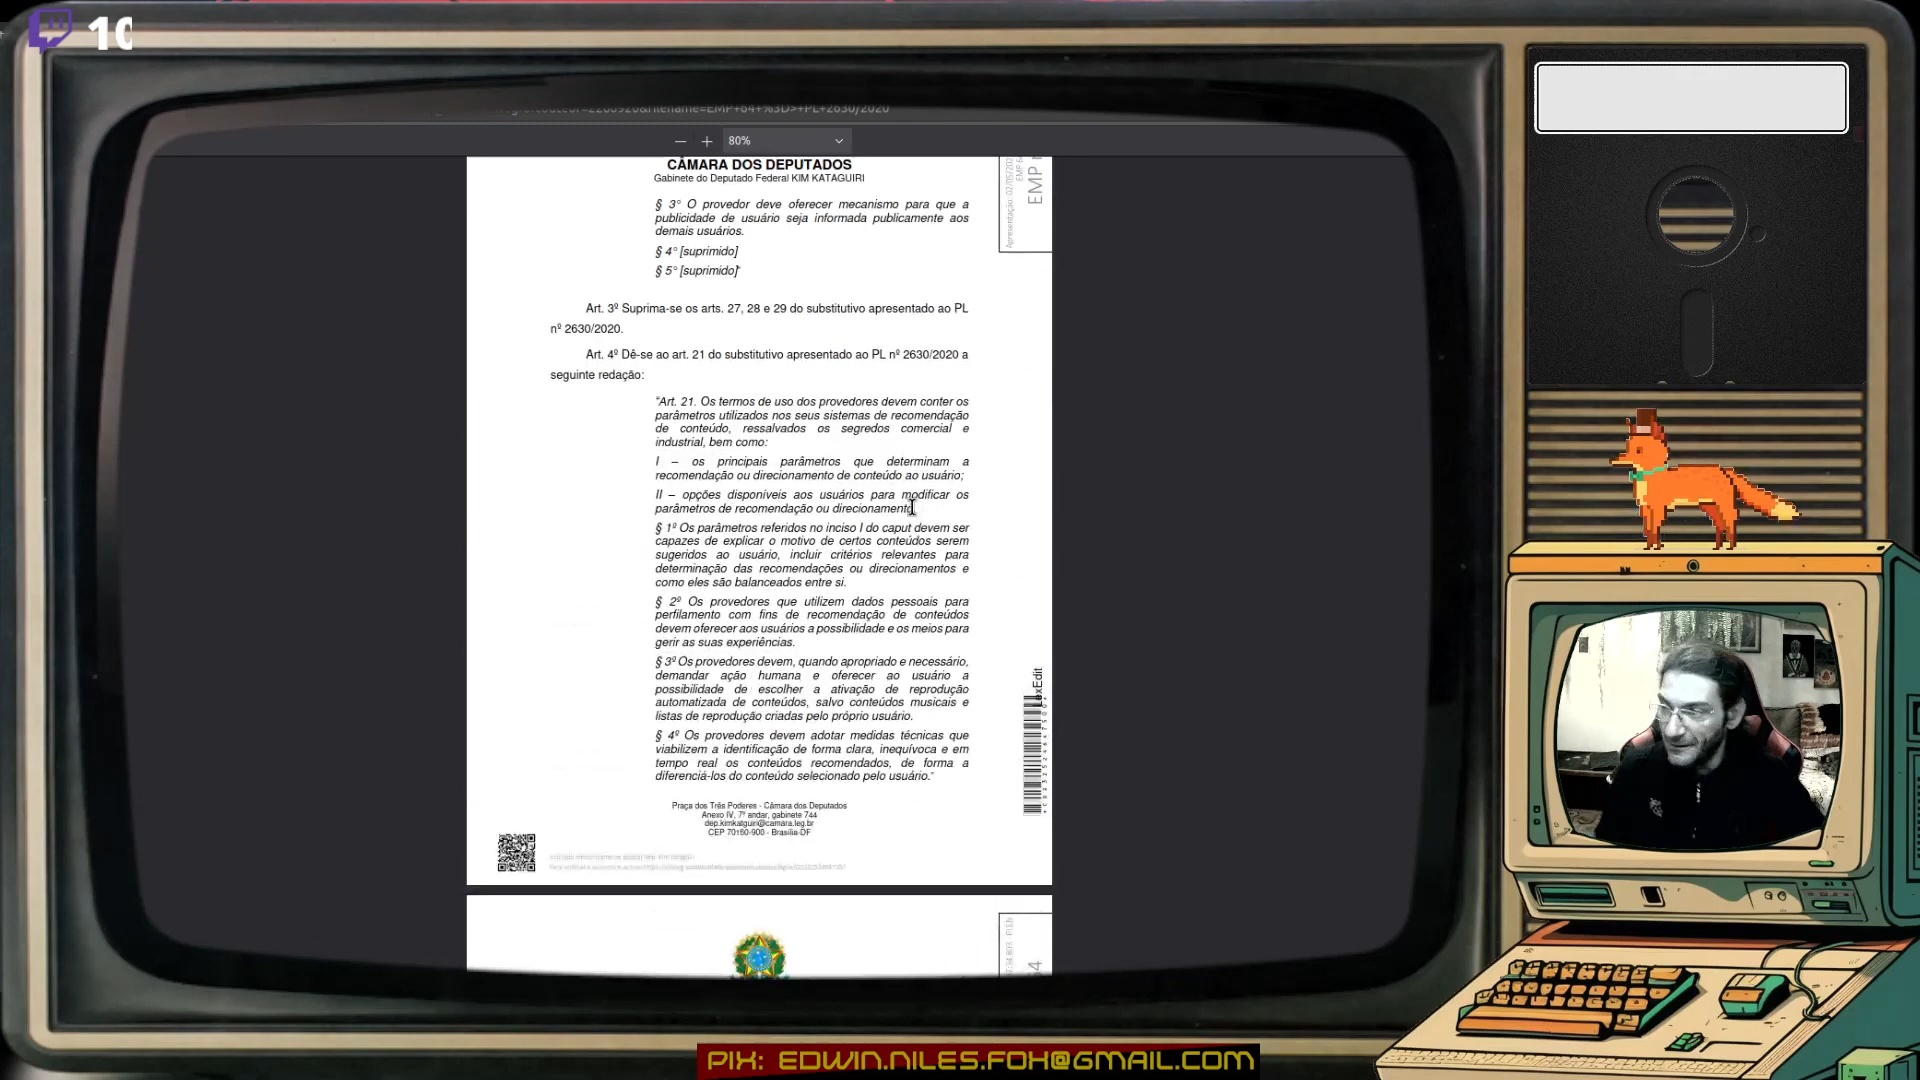 10
EMP+64+%3D>+PL+2630/2020
80%
CÂMARA DOS DEPUTADOS
Gabinete do Deputado Federal KIM KATAGUIRI
§ 3° O provedor deve oferecer mecanismo para que a
publicidade de usuário seja informada publicamente aos
demais usuários.
§ 4° [suprimido]
§ 5° [suprimido]"
Art. 3º Suprima-se os arts. 27, 28 e 29 do substitutivo apresentado ao PL
nº 2630/2020.
Art. 4º Dê-se ao art. 21 do substitutivo apresentado ao PL nº 2630/2020 a
seguinte redação:
"Art. 21. Os termos de uso dos provedores devem conter os
parâmetros utilizados nos seus sistemas de recomendação
de conteúdo, ressalvados os segredos comercial e
industrial, bem como:
I – os principais parâmetros que determinam a
recomendação ou direcionamento de conteúdo ao usuário;
II – opções disponíveis aos usuários para modificar os
parâmetros de recomendação ou direcionamento
§ 1º Os parâmetros referidos no inciso I do caput devem ser
capazes de explicar o motivo de certos conteúdos serem
sugeridos ao usuário, incluir critérios relevantes para
determinação das recomendações ou direcionamentos e
como eles são balanceados entre si.
§ 2º Os provedores que utilizem dados pessoais para
perfilamento com fins de recomendação de conteúdos
devem oferecer aos usuários a possibilidade e os meios para
gerir as suas experiências.
§ 3º Os provedores devem, quando apropriado e necessário,
demandar ação humana e oferecer ao usuário a
possibilidade de escolher a ativação de reprodução
automatizada de conteúdos, salvo conteúdos musicais e
listas de reprodução criadas pelo próprio usuário.
§ 4º Os provedores devem adotar medidas técnicas que
viabilizem a identificação de forma clara, inequívoca e em
tempo real os conteúdos recomendados, de forma a
diferenciá-los do conteúdo selecionado pelo usuário."
Praça dos Três Poderes - Câmara dos Deputados
Anexo IV, 7º andar, gabinete 744
dep.kimkatguiri@camara.leg.br
CEP 70160-900 - Brasília-DF
EMP
LexEdit
PIX: EDWIN.NILES.FOX@GMAIL.COM